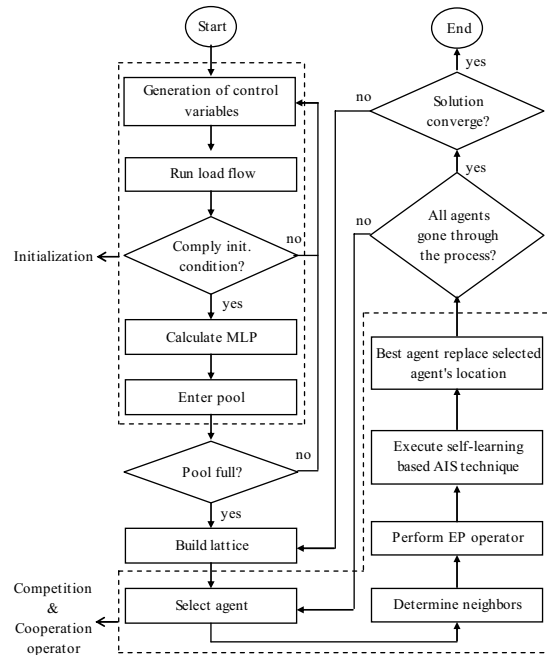 Start
Generation of control
variables
Run load flow
Comply init.
condition?
no
yes
Initialization
Calculate MLP
Enter pool
Pool full?
no
yes
Build lattice
Select agent
Competition
&
Cooperation
operator
Determine neighbors
Perform EP operator
Execute self-learning
based AIS technique
Best agent replace selected
agent's location
All agents
gone through
the process?
no
yes
Solution
converge?
no
yes
End